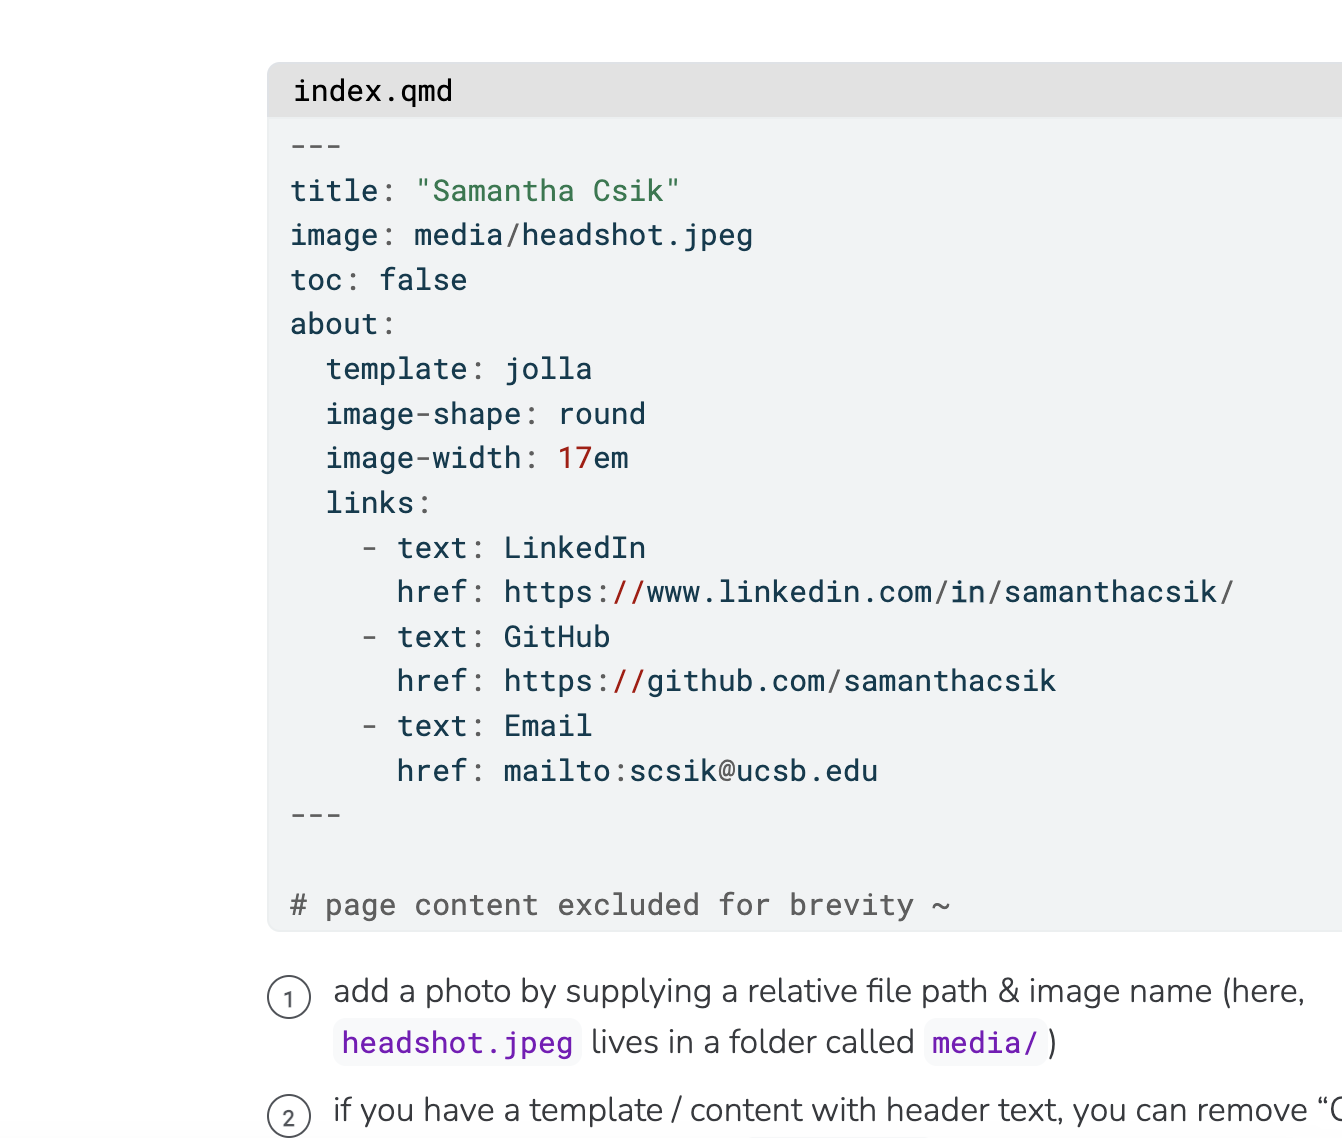 index.qmd
---
title: "Samantha Csik"
image: media/headshot.jpeg
toc: false
about:
  template: jolla
  image-shape: round
  image-width: 17em
  links:
    - text: LinkedIn
      href: https://www.linkedin.com/in/samanthacsik/
    - text: GitHub
      href: https://github.com/samanthacsik
    - text: Email
      href: mailto:scsik@ucsb.edu
---
# page content excluded for brevity ~
1 add a photo by supplying a relative file path & image name (here,
headshot.jpeg lives in a folder called media/)
2 if you have a template / content with header text, you can remove